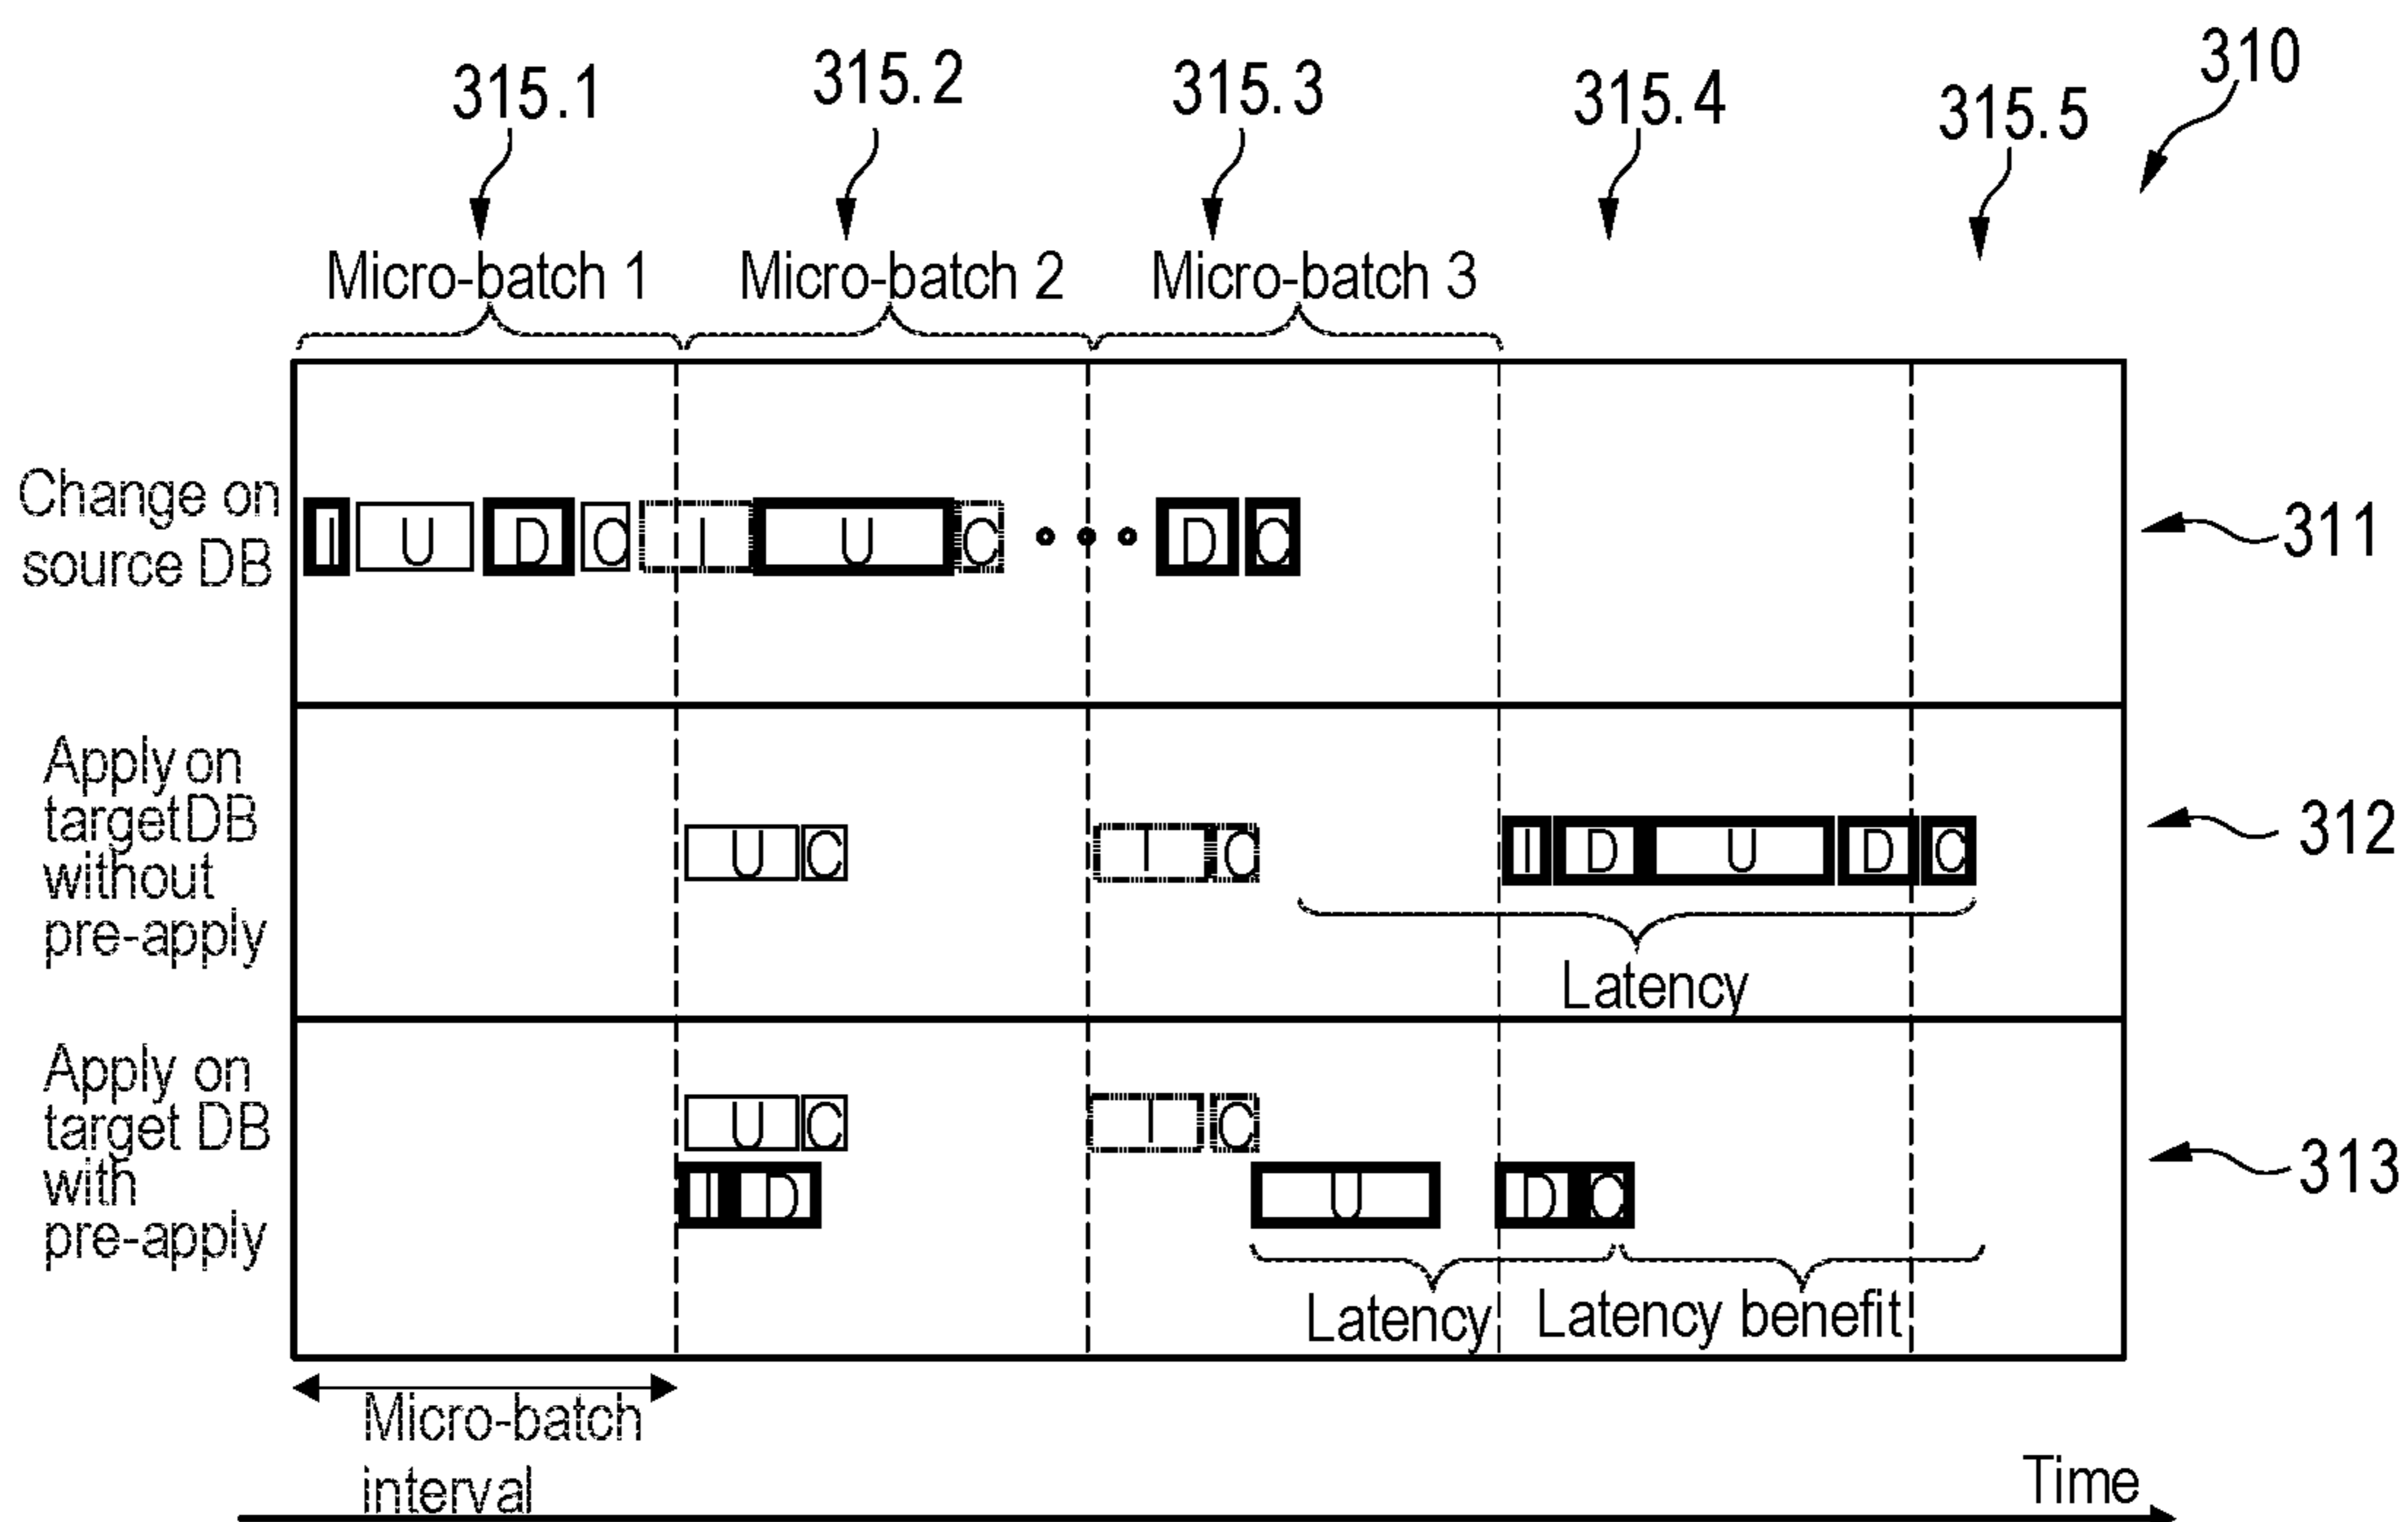 310
315.1
315.2
315.3
315.4
315.5
Micro-batch 1
Micro-batch 2
Micro-batch 3
Change on
source DB
I U D C I U C • • • D C
311
Apply on
targetDB
without
pre-apply
U C I C I D U D C
312
Latency
Apply on
target DB
with
pre-apply
U C I C
I D U D C
313
Latency
Latency benefit
Micro-batch
interval
Time